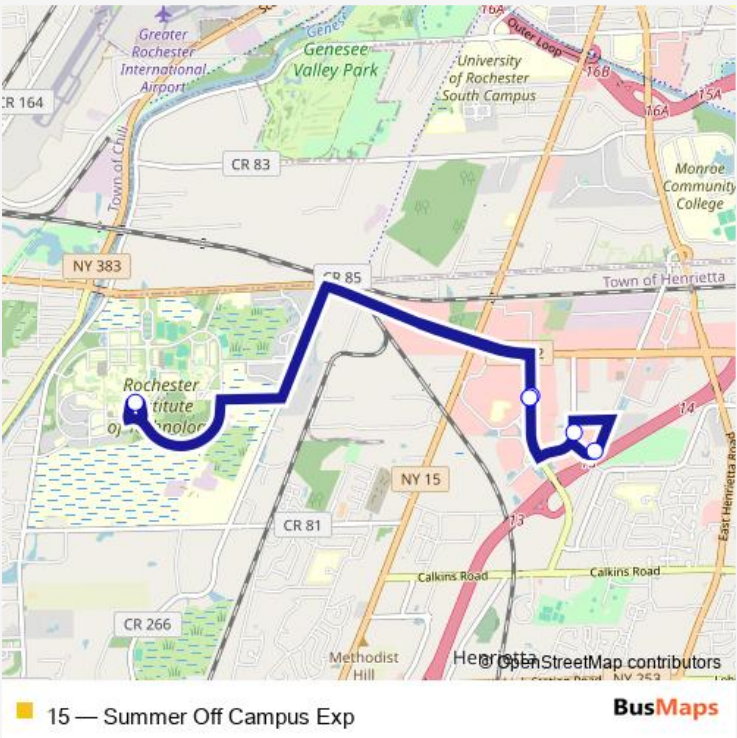 16A
Greater
Rochester
International
Airport
Genesee
Valley Park
Outer Loop
University
of Rochester
South Campus
16B
16A
15A
CR 164
Town of Chili
CR 83
Monroe
Community
College
NY 383
CR 85
Town of Henrietta
2
Rochester
stitute
of Technolo
14
NY 15
13
East Henrietta Road
CR 81
Calkins Road
Calkins Road
CR 266
Methodist
Hill
Henrietta
© OpenStreetMap contributors
NY 253
15 — Summer Off Campus Exp
BusMaps